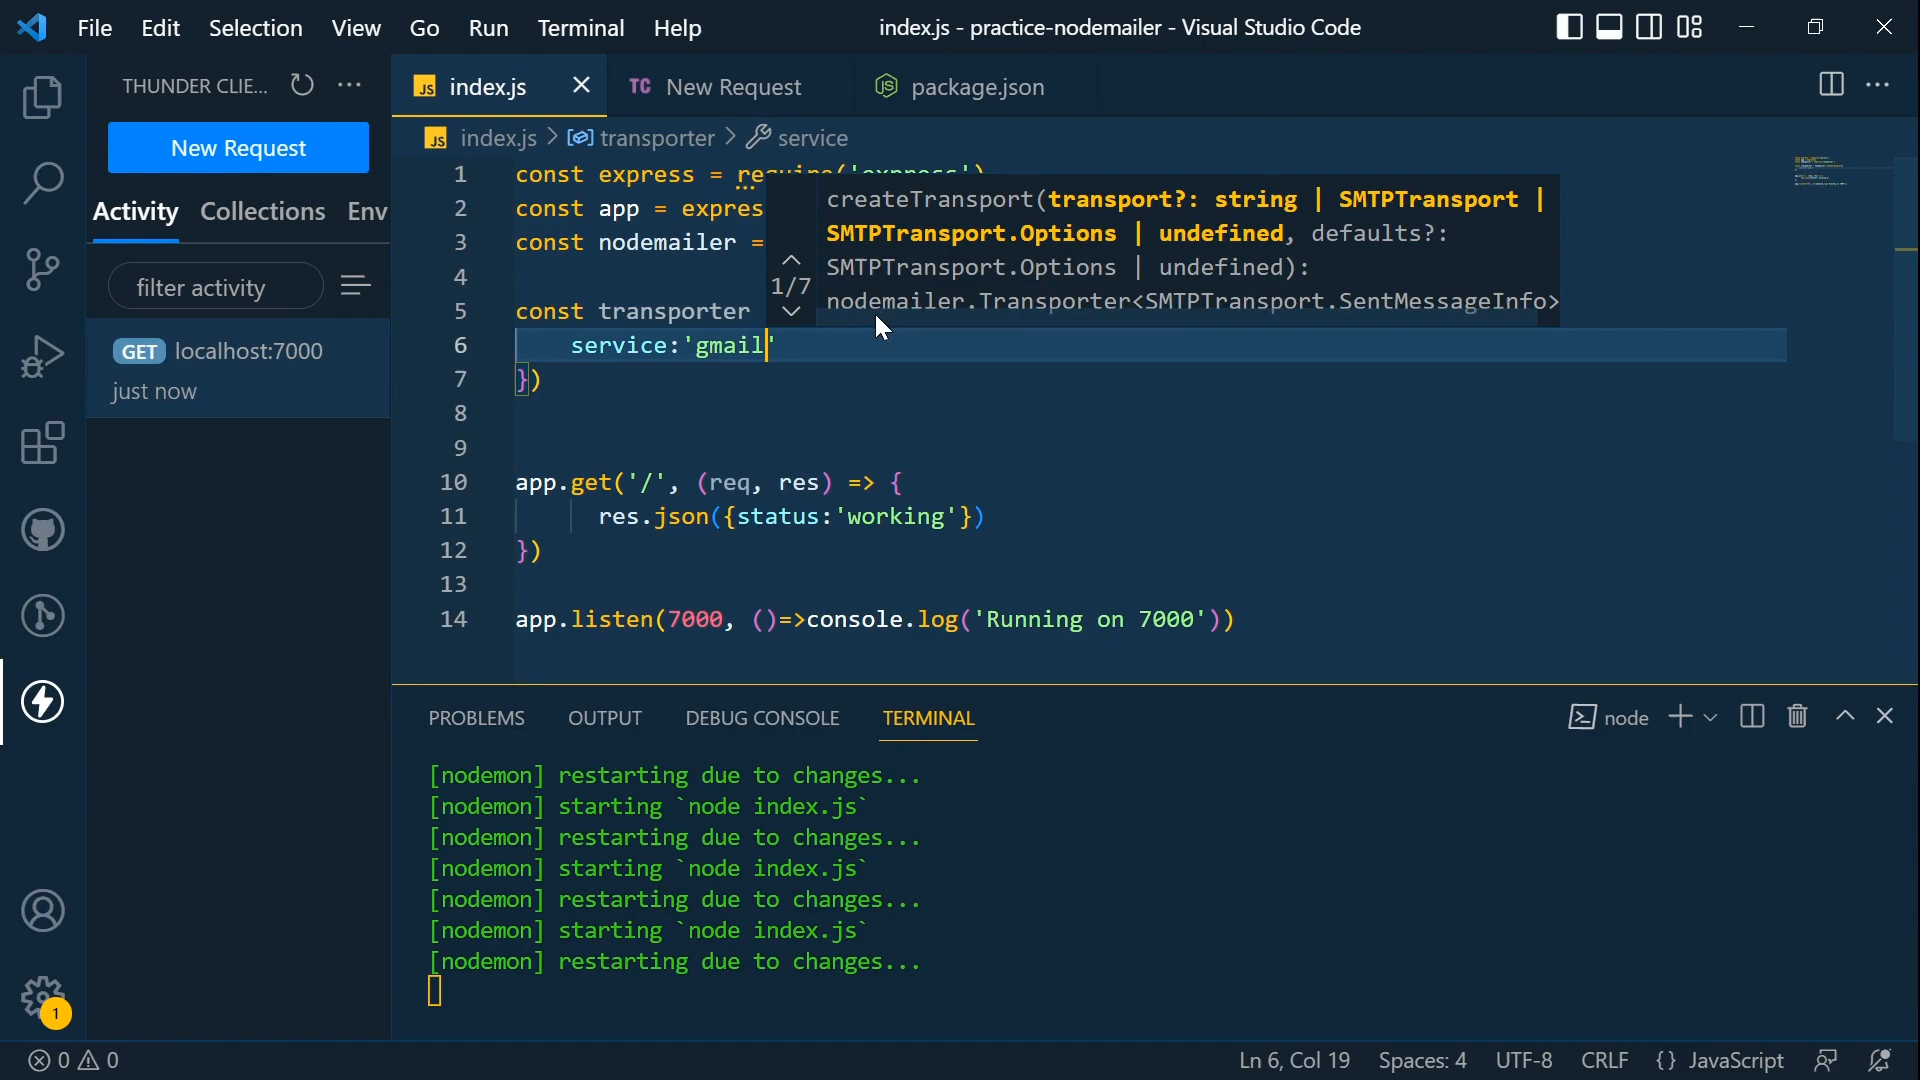 File Edit Selection View Go Run Terminal Help
index.js - practice-nodemailer - Visual Studio Code
THUNDER CLIE...
New Request
Activity Collections Env
filter activity
GET localhost:7000
just now
JS index.js
TC New Request
package.json
JS index.js > transporter > service
1 const express = require('express')
2 const app = expres
3 const nodemailer =
4
5 const transporter
6 service:'gmail'
7 })
8
9
10 app.get('/', (req, res) => {
11 res.json({status:'working'})
12 })
13
14 app.listen(7000, ()=>console.log('Running on 7000'))
1/7
createTransport(transport?: string | SMTPTransport |
SMTPTransport.Options | undefined, defaults?:
SMTPTransport.Options | undefined):
nodemailer.Transporter<SMTPTransport.SentMessageInfo>
PROBLEMS OUTPUT DEBUG CONSOLE TERMINAL
node
[nodemon] restarting due to changes...
[nodemon] starting `node index.js`
[nodemon] restarting due to changes...
[nodemon] starting `node index.js`
[nodemon] restarting due to changes...
[nodemon] starting `node index.js`
[nodemon] restarting due to changes...
1
0 0
Ln 6, Col 19 Spaces: 4 UTF-8 CRLF {} JavaScript